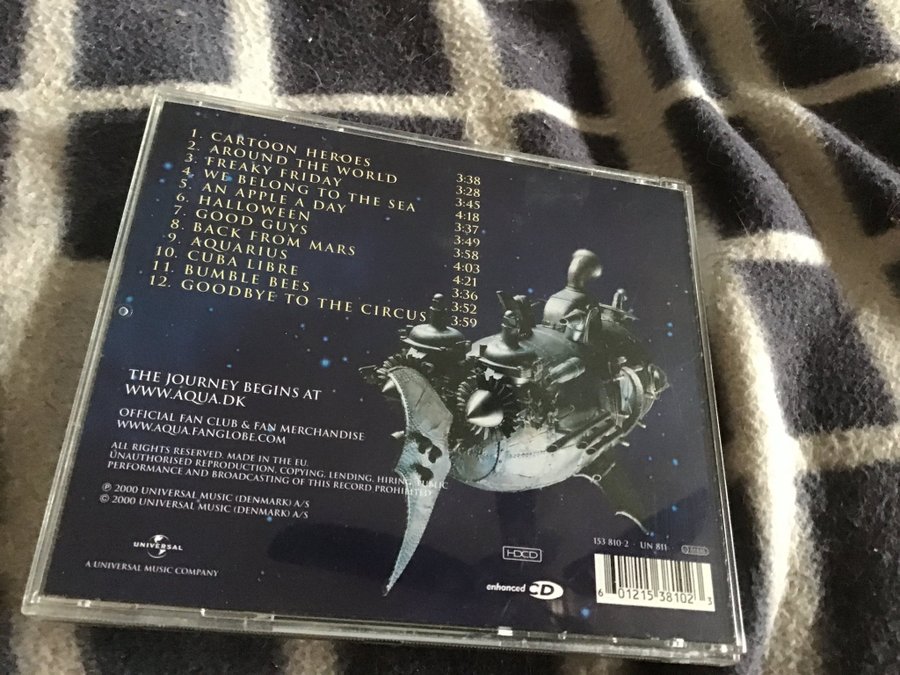 1. CARTOON HEROES 3:38
2. AROUND THE WORLD 3:28
3. FREAKY FRIDAY 3:45
4. WE BELONG TO THE SEA 4:18
5. AN APPLE A DAY 3:37
6. HALLOWEEN 3:49
7. GOOD GUYS 3:58
8. BACK FROM MARS 4:03
9. AQUARIUS 4:21
10. CUBA LIBRE 3:36
11. BUMBLE BEES 3:52
12. GOODBYE TO THE CIRCUS 3:59
THE JOURNEY BEGINS AT
WWW.AQUA.DK
OFFICIAL FAN CLUB & FAN MERCHANDISE
WWW.AQUA.FANGLOBE.COM
ALL RIGHTS RESERVED. MADE IN THE EU.
UNAUTHORISED REPRODUCTION, COPYING, LENDING, HIRING, PUBLIC
PERFORMANCE AND BROADCASTING OF THIS RECORD PROHIBITED
℗ 2000 UNIVERSAL MUSIC (DENMARK) A/S
© 2000 UNIVERSAL MUSIC (DENMARK) A/S
UNIVERSAL
A UNIVERSAL MUSIC COMPANY
HDCD
enhanced CD
153 810-2 · UN 811
6 01215 38102 3